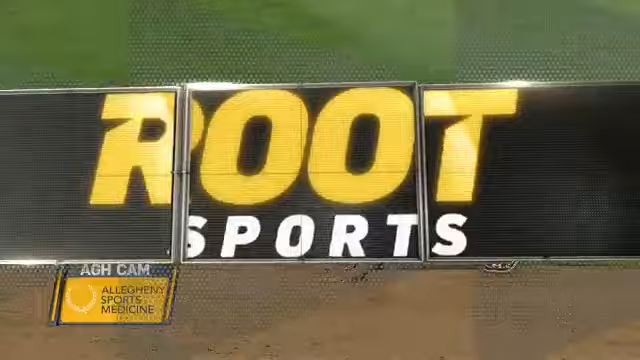 ROOT
SPORTS
AGH CAM
ALLEGHENY
SPORTS
MEDICINE